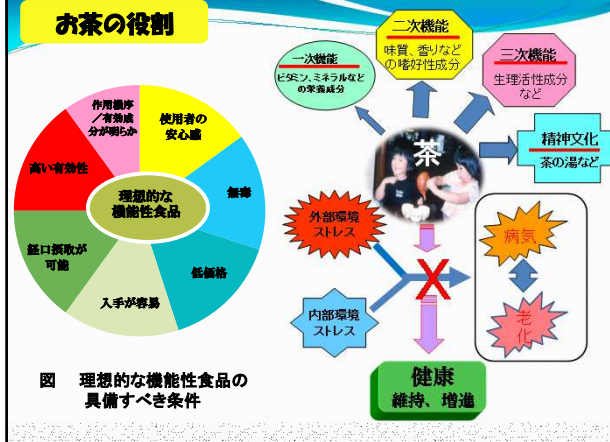 お茶の役割
作用機序
／有効成
分が明らか
使用者の
安心感
高い有効性
無毒
理想的な
機能性食品
経口摂取が
可能
低価格
入手が容易
図 理想的な機能性食品の
具備すべき条件
一次機能
ビタミン、ミネラルなど
の栄養成分
二次機能
味質、香りなど
の嗜好性成分
三次機能
生理活性成分
など
茶
精神文化
茶の湯など
外部環境
ストレス
内部環境
ストレス
X
病気
老
化
健康
維持、増進